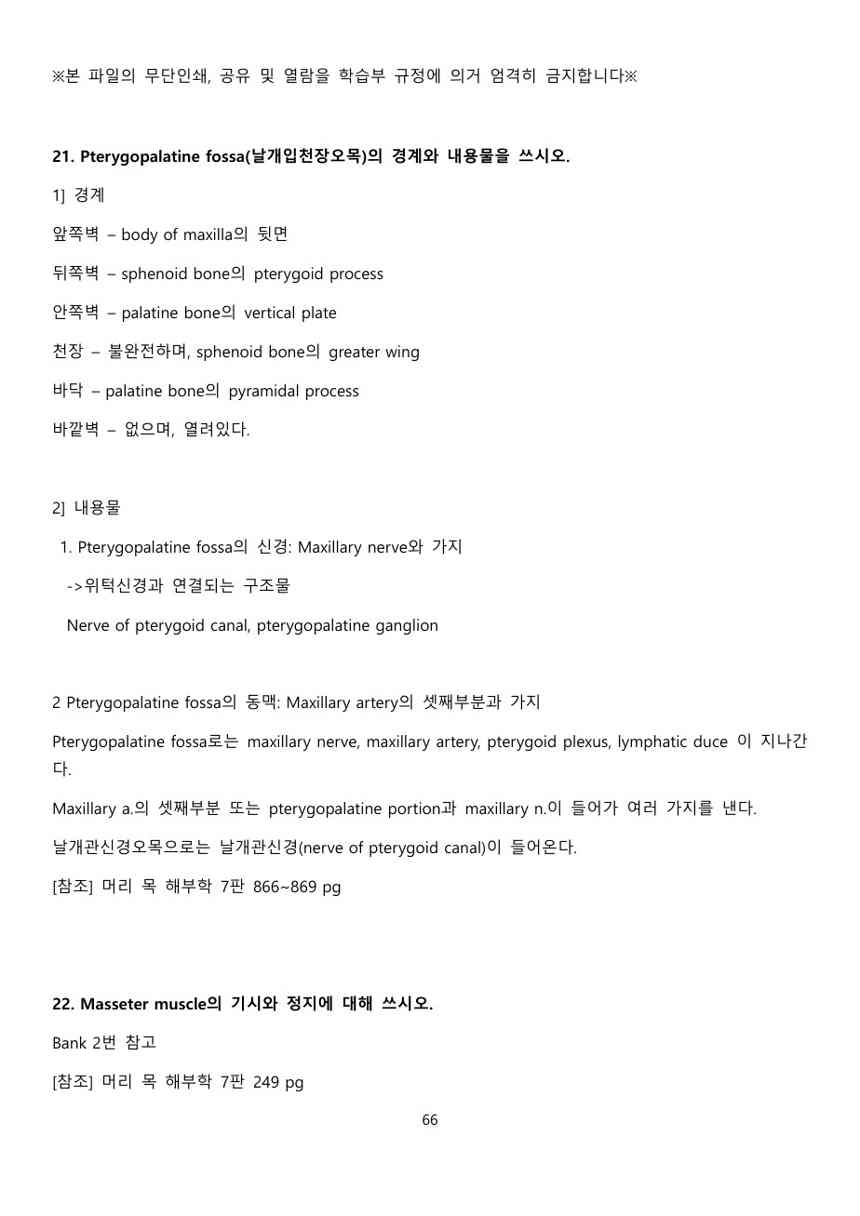 ※본 파일의 무단인쇄, 공유 및 열람을 학습부 규정에 의거 엄격히 금지합니다※
21. Pterygopalatine fossa(날개입천장오목)의 경계와 내용물을 쓰시오.
1] 경계
앞쪽벽 – body of maxilla의 뒷면
뒤쪽벽 – sphenoid bone의 pterygoid process
안쪽벽 – palatine bone의 vertical plate
천장 – 불완전하며, sphenoid bone의 greater wing
바닥 – palatine bone의 pyramidal process
바깥벽 – 없으며, 열려있다.
2] 내용물
1. Pterygopalatine fossa의 신경: Maxillary nerve와 가지
->위턱신경과 연결되는 구조물
Nerve of pterygoid canal, pterygopalatine ganglion
2 Pterygopalatine fossa의 동맥: Maxillary artery의 셋째부분과 가지
Pterygopalatine fossa로는 maxillary nerve, maxillary artery, pterygoid plexus, lymphatic duce 이 지나간
다.
Maxillary a.의 셋째부분 또는 pterygopalatine portion과 maxillary n.이 들어가 여러 가지를 낸다.
날개관신경오목으로는 날개관신경(nerve of pterygoid canal)이 들어온다.
[참조] 머리 목 해부학 7판 866~869 pg
22. Masseter muscle의 기시와 정지에 대해 쓰시오.
Bank 2번 참고
[참조] 머리 목 해부학 7판 249 pg
66